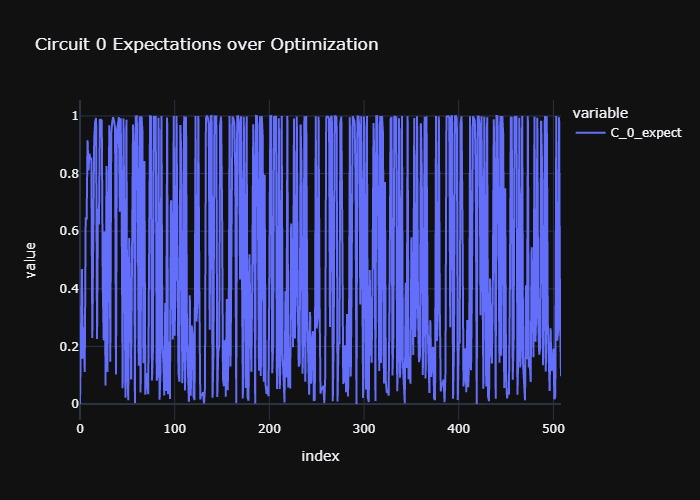 Circuit 0 Expectations over Optimization
variable
C_0_expect
value
1
0.8
0.6
0.4
0.2
0
0 100 200 300 400 500
index